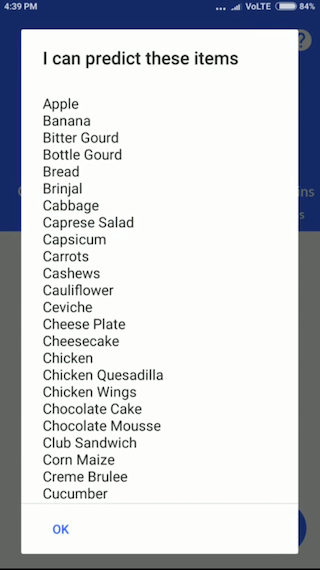 4:39 PM ... VoLTE 84%
I can predict these items
?
Apple
Banana
Bitter Gourd
Bottle Gourd
Bread
Brinjal
Cabbage
Caprese Salad
Capsicum
Carrots
Cashews
Cauliflower
Ceviche
Cheese Plate
Cheesecake
Chicken
Chicken Quesadilla
Chicken Wings
Chocolate Cake
Chocolate Mousse
Club Sandwich
Corn Maize
Creme Brulee
Cucumber
OK